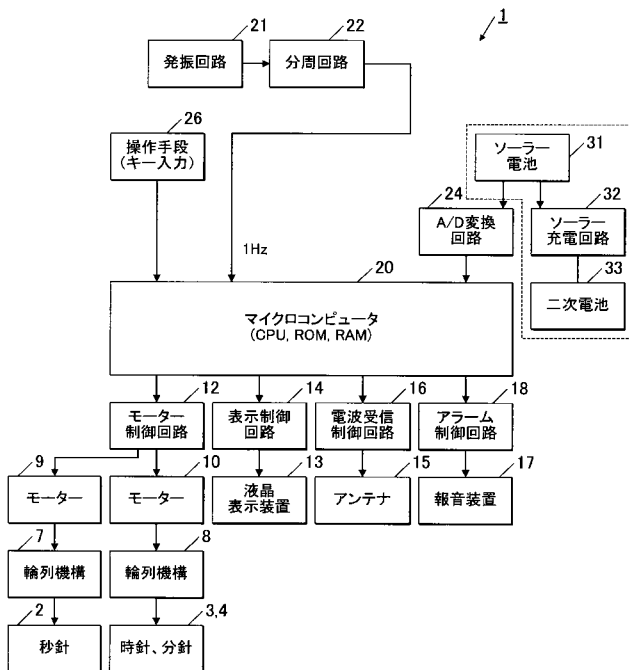 1
21
22
発振回路
分周回路
26
操作手段
(キー入力)
31
ソーラー
電池
24
32
A/D変換
回路
ソーラー
充電回路
1Hz
20
33
マイクロコンピュータ
(CPU, ROM, RAM)
二次電池
12
14
16
18
モーター
制御回路
表示制御
回路
電波受信
制御回路
アラーム
制御回路
9
10
13
15
17
モーター
モーター
液晶
表示装置
アンテナ
報音装置
7
8
輪列機構
輪列機構
2
3,4
秒針
時針、分針